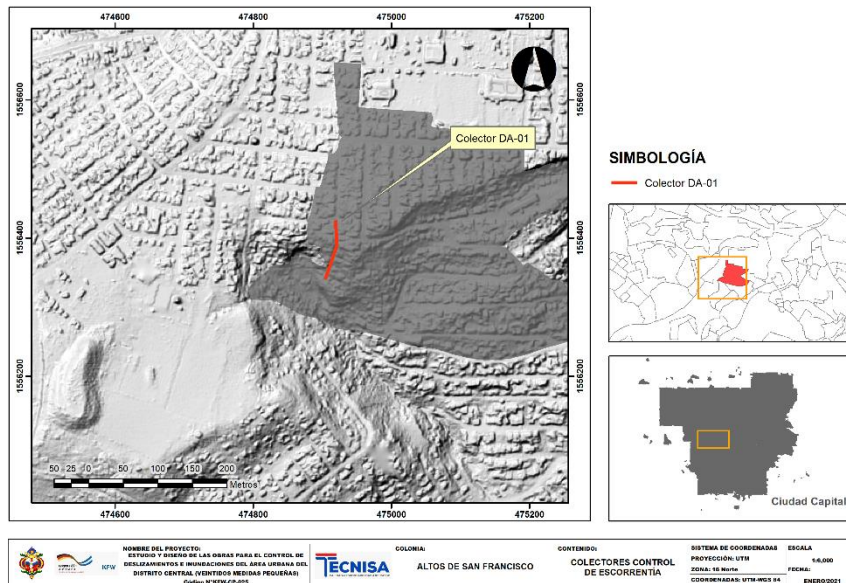 474600 474800 475000 475200
1556600
1556400
1556200
Colector DA-01
50 25 0 50 100 150 200
Metros
474600 474800 475000 475200
1556600
1556400
1556200
SIMBOLOGÍA
Colector DA-01
Ciudad Capital
KFW
NOMBRE DEL PROYECTO:
ESTUDIO Y DISEÑO DE LAS OBRAS PARA EL CONTROL DE
DESLIZAMIENTOS E INUNDACIONES DEL ÁREA URBANA DEL
DISTRITO CENTRAL (VEINTIDOS MEDIDAS PEQUEÑAS)
TECNISA
COLONIA:
ALTOS DE SAN FRANCISCO
CONTENIDO:
COLECTORES CONTROL
DE ESCORRENTÍA
SISTEMA DE COORDENADAS
PROYECCIÓN: UTM
ZONA: 16 Norte
COORDENADAS: UTM-WGS 84
ESCALA
FECHA:
ENERO/2021